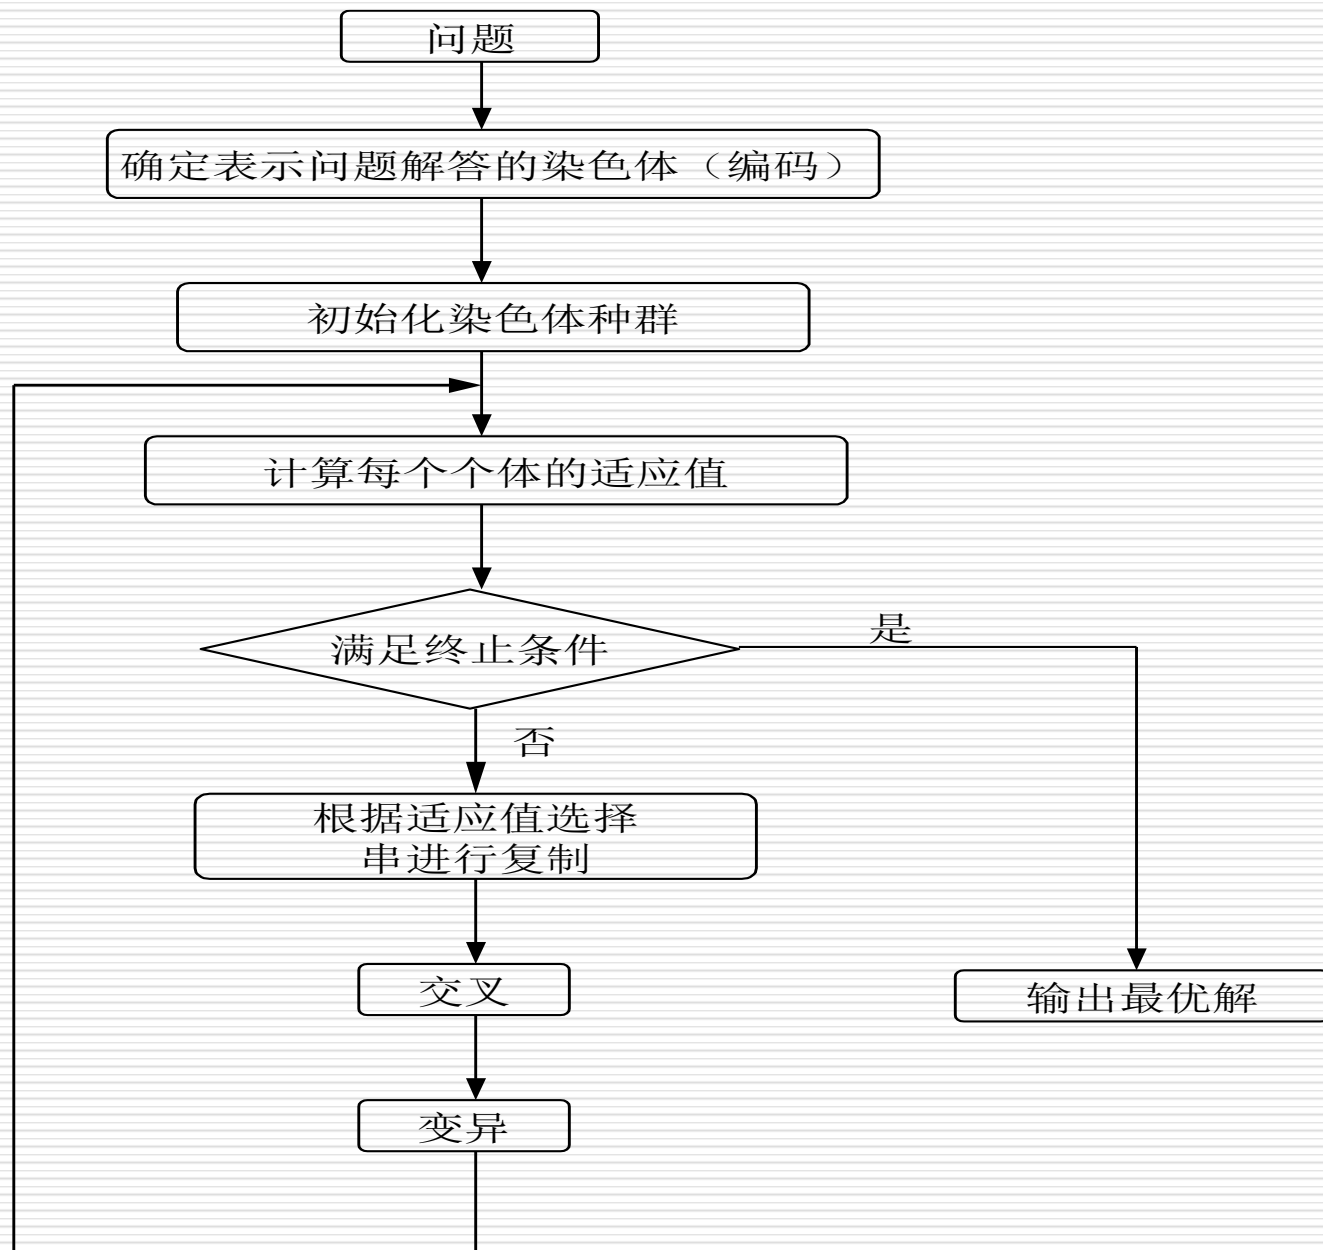 问题
确定表示问题解答的染色体（编码）
初始化染色体种群
计算每个个体的适应值
满足终止条件
是
否
根据适应值选择
串进行复制
交叉
输出最优解
变异